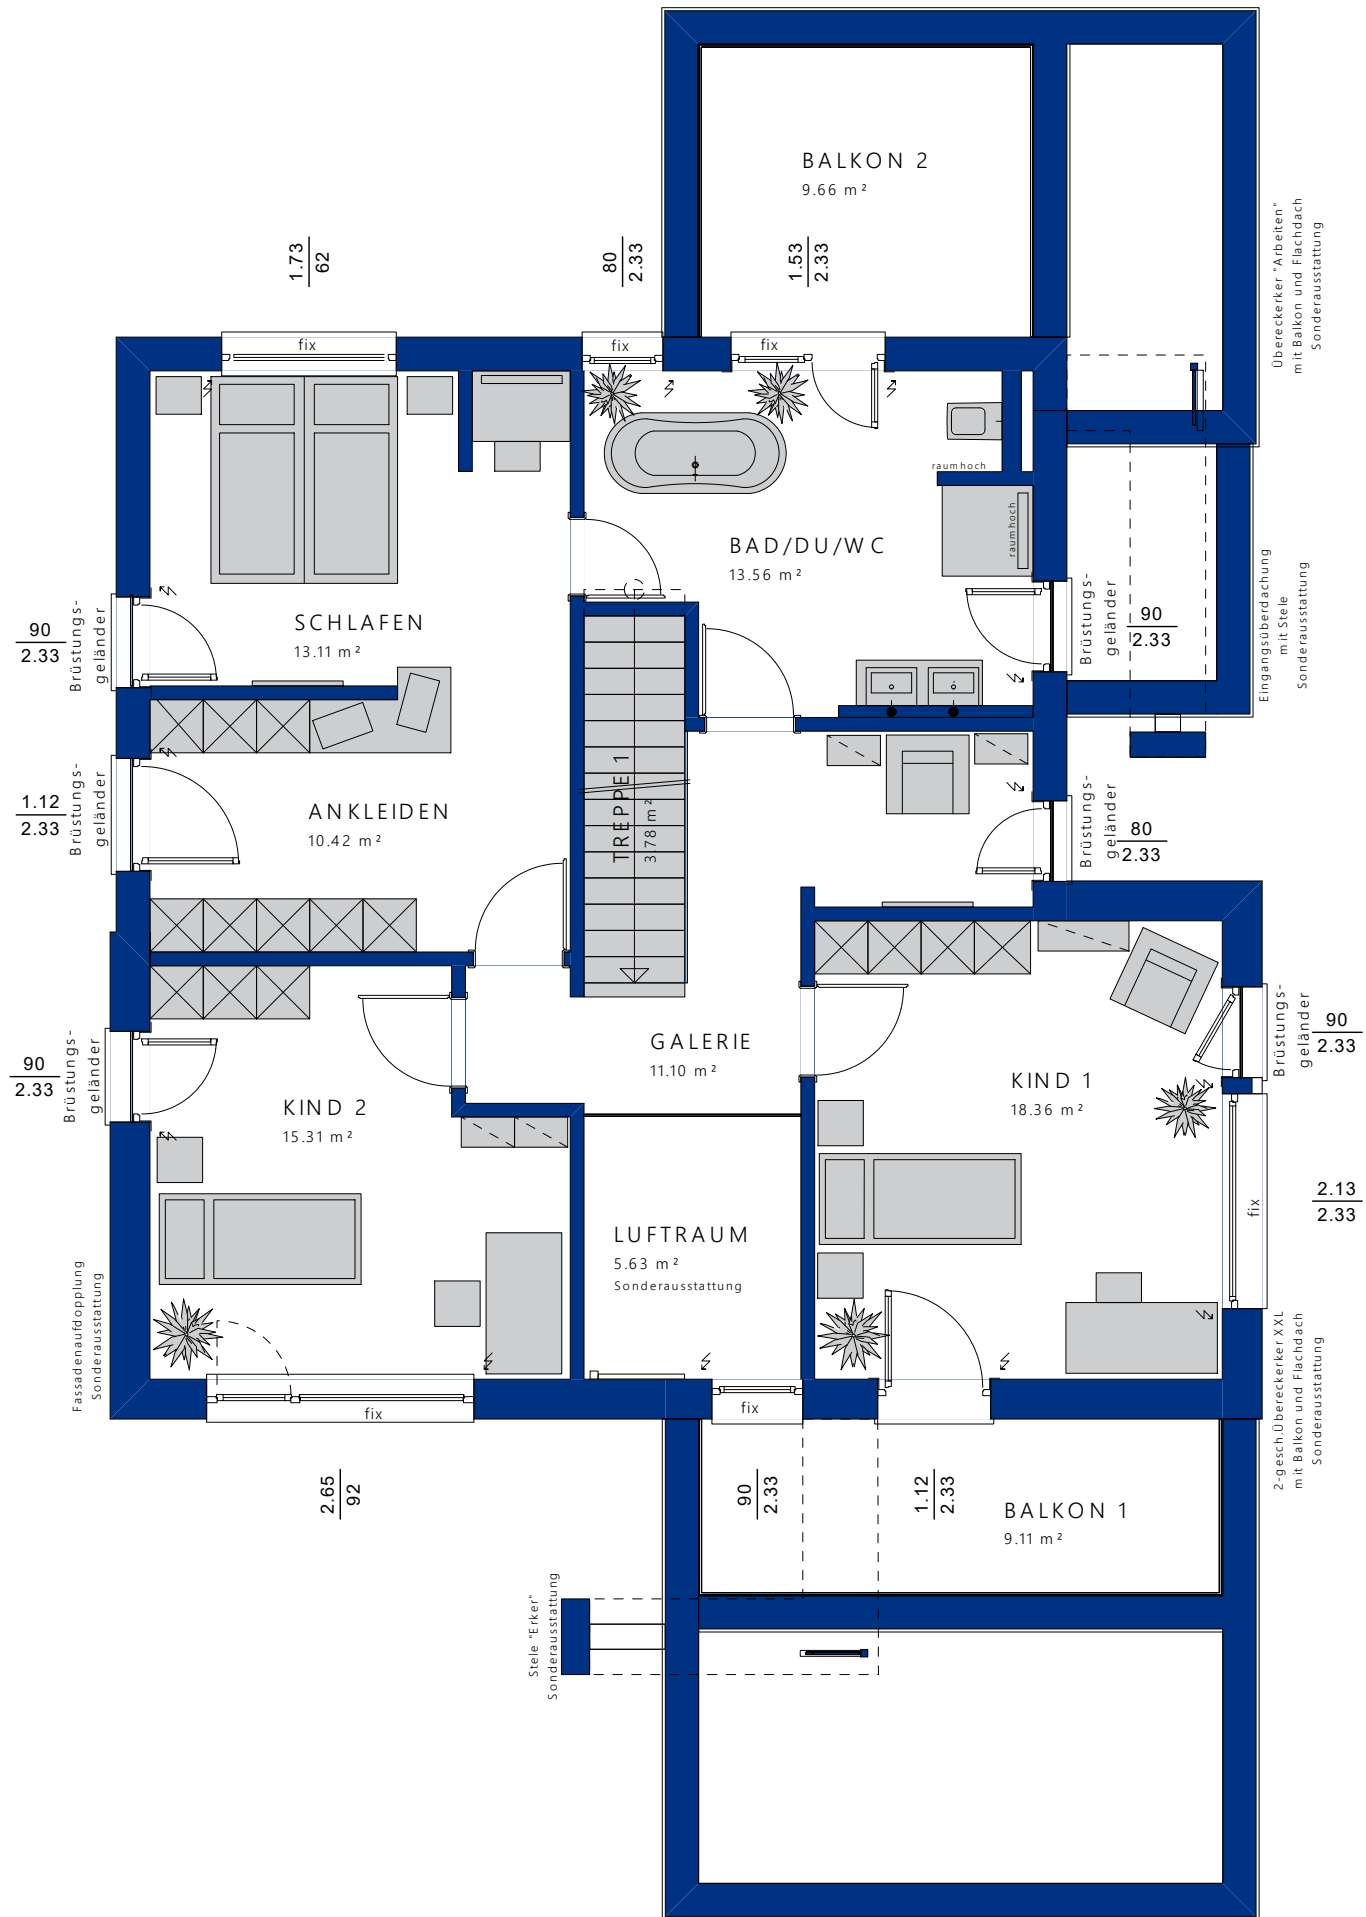 BALKON 2
9.66 m²
Übereckerker "Arbeiten"
mit Balkon und Flachdach
Sonderausstattung
1.73
62
80
2.33
1.53
2.33
fix
fix
fix
raumhoch
raumhoch
BAD/DU/WC
13.56 m²
SCHLAFEN
13.11 m²
90
2.33
Brüstungs-
geländer
Brüstungs-
geländer
90
2.33
Eingangsüberdachung
mit Stele
Sonderausstattung
TREPPE 1
3.78 m²
1.12
2.33
Brüstungs-
geländer
ANKLEIDEN
10.42 m²
Brüstungs-
geländer
80
2.33
GALERIE
11.10 m²
90
2.33
Brüstungs-
geländer
KIND 2
15.31 m²
KIND 1
18.36 m²
Brüstungs-
geländer
90
2.33
2.13
2.33
fix
LUFTRAUM
5.63 m²
Sonderausstattung
Fassadenaufdopplung
Sonderausstattung
2-gesch.Übereckerker XXL
mit Balkon und Flachdach
Sonderausstattung
fix
fix
2.65
92
90
2.33
1.12
2.33
BALKON 1
9.11 m²
Stele "Erker"
Sonderausstattung